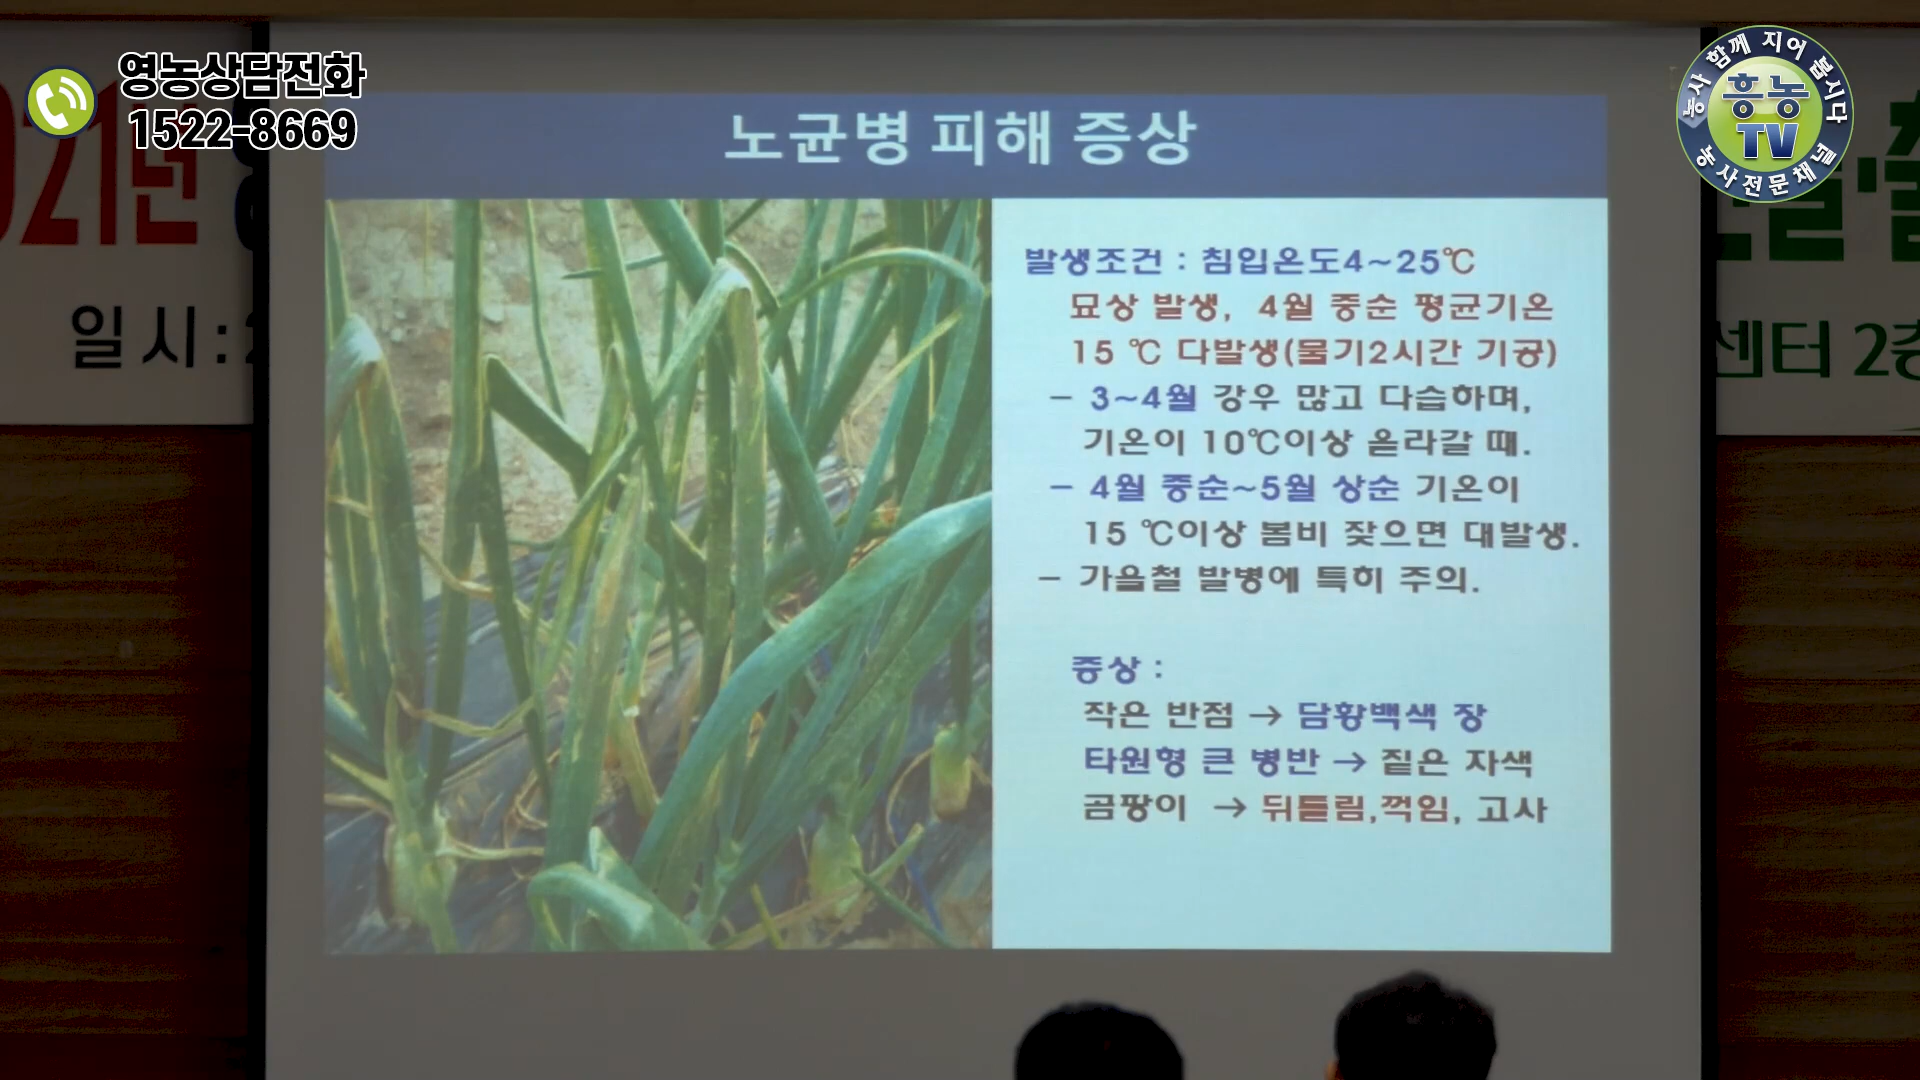 영농상담전화
1522-8669
농사 함께 지어 봅시다
흥농
TV
농사전문채널
021년
일시:2
센터 2층
노균병 피해 증상
발생조건 : 침입온도4~25℃
묘상 발생, 4월 중순 평균기온
15 ℃ 다발생(물기2시간 기공)
- 3~4월 강우 많고 다습하며,
기온이 10℃이상 올라갈 때.
- 4월 중순~5월 상순 기온이
15 ℃이상 봄비 잦으면 대발생.
- 가을철 발병에 특히 주의.
증상 :
작은 반점 → 담황백색 장
타원형 큰 병반 → 짙은 자색
곰팡이 → 뒤틀림,꺽임, 고사